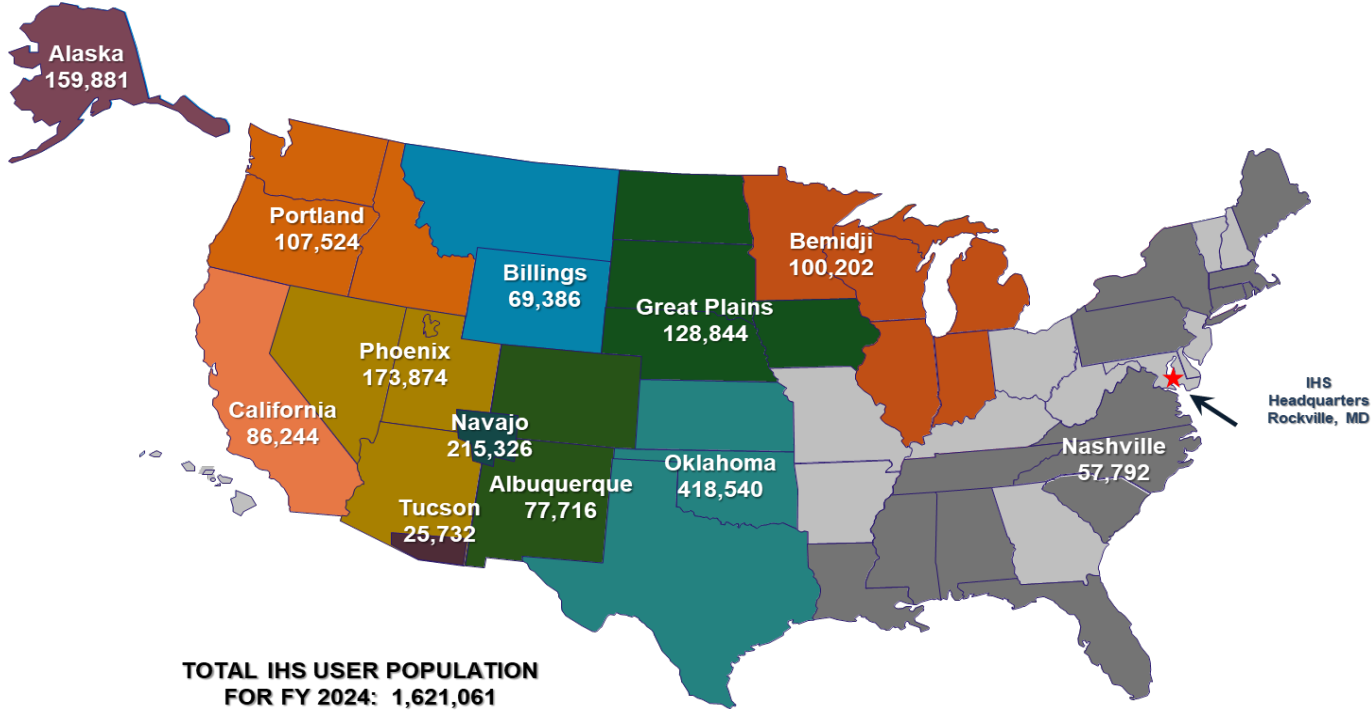 Alaska
159,881
Portland
107,524
Billings
69,386
Great Plains
128,844
Bemidji
100,202
Phoenix
173,874
California
86,244
Navajo
215,326
Albuquerque
77,716
Tucson
25,732
Oklahoma
418,540
Nashville
57,792
IHS
Headquarters
Rockville, MD
TOTAL IHS USER POPULATION
FOR FY 2024: 1,621,061